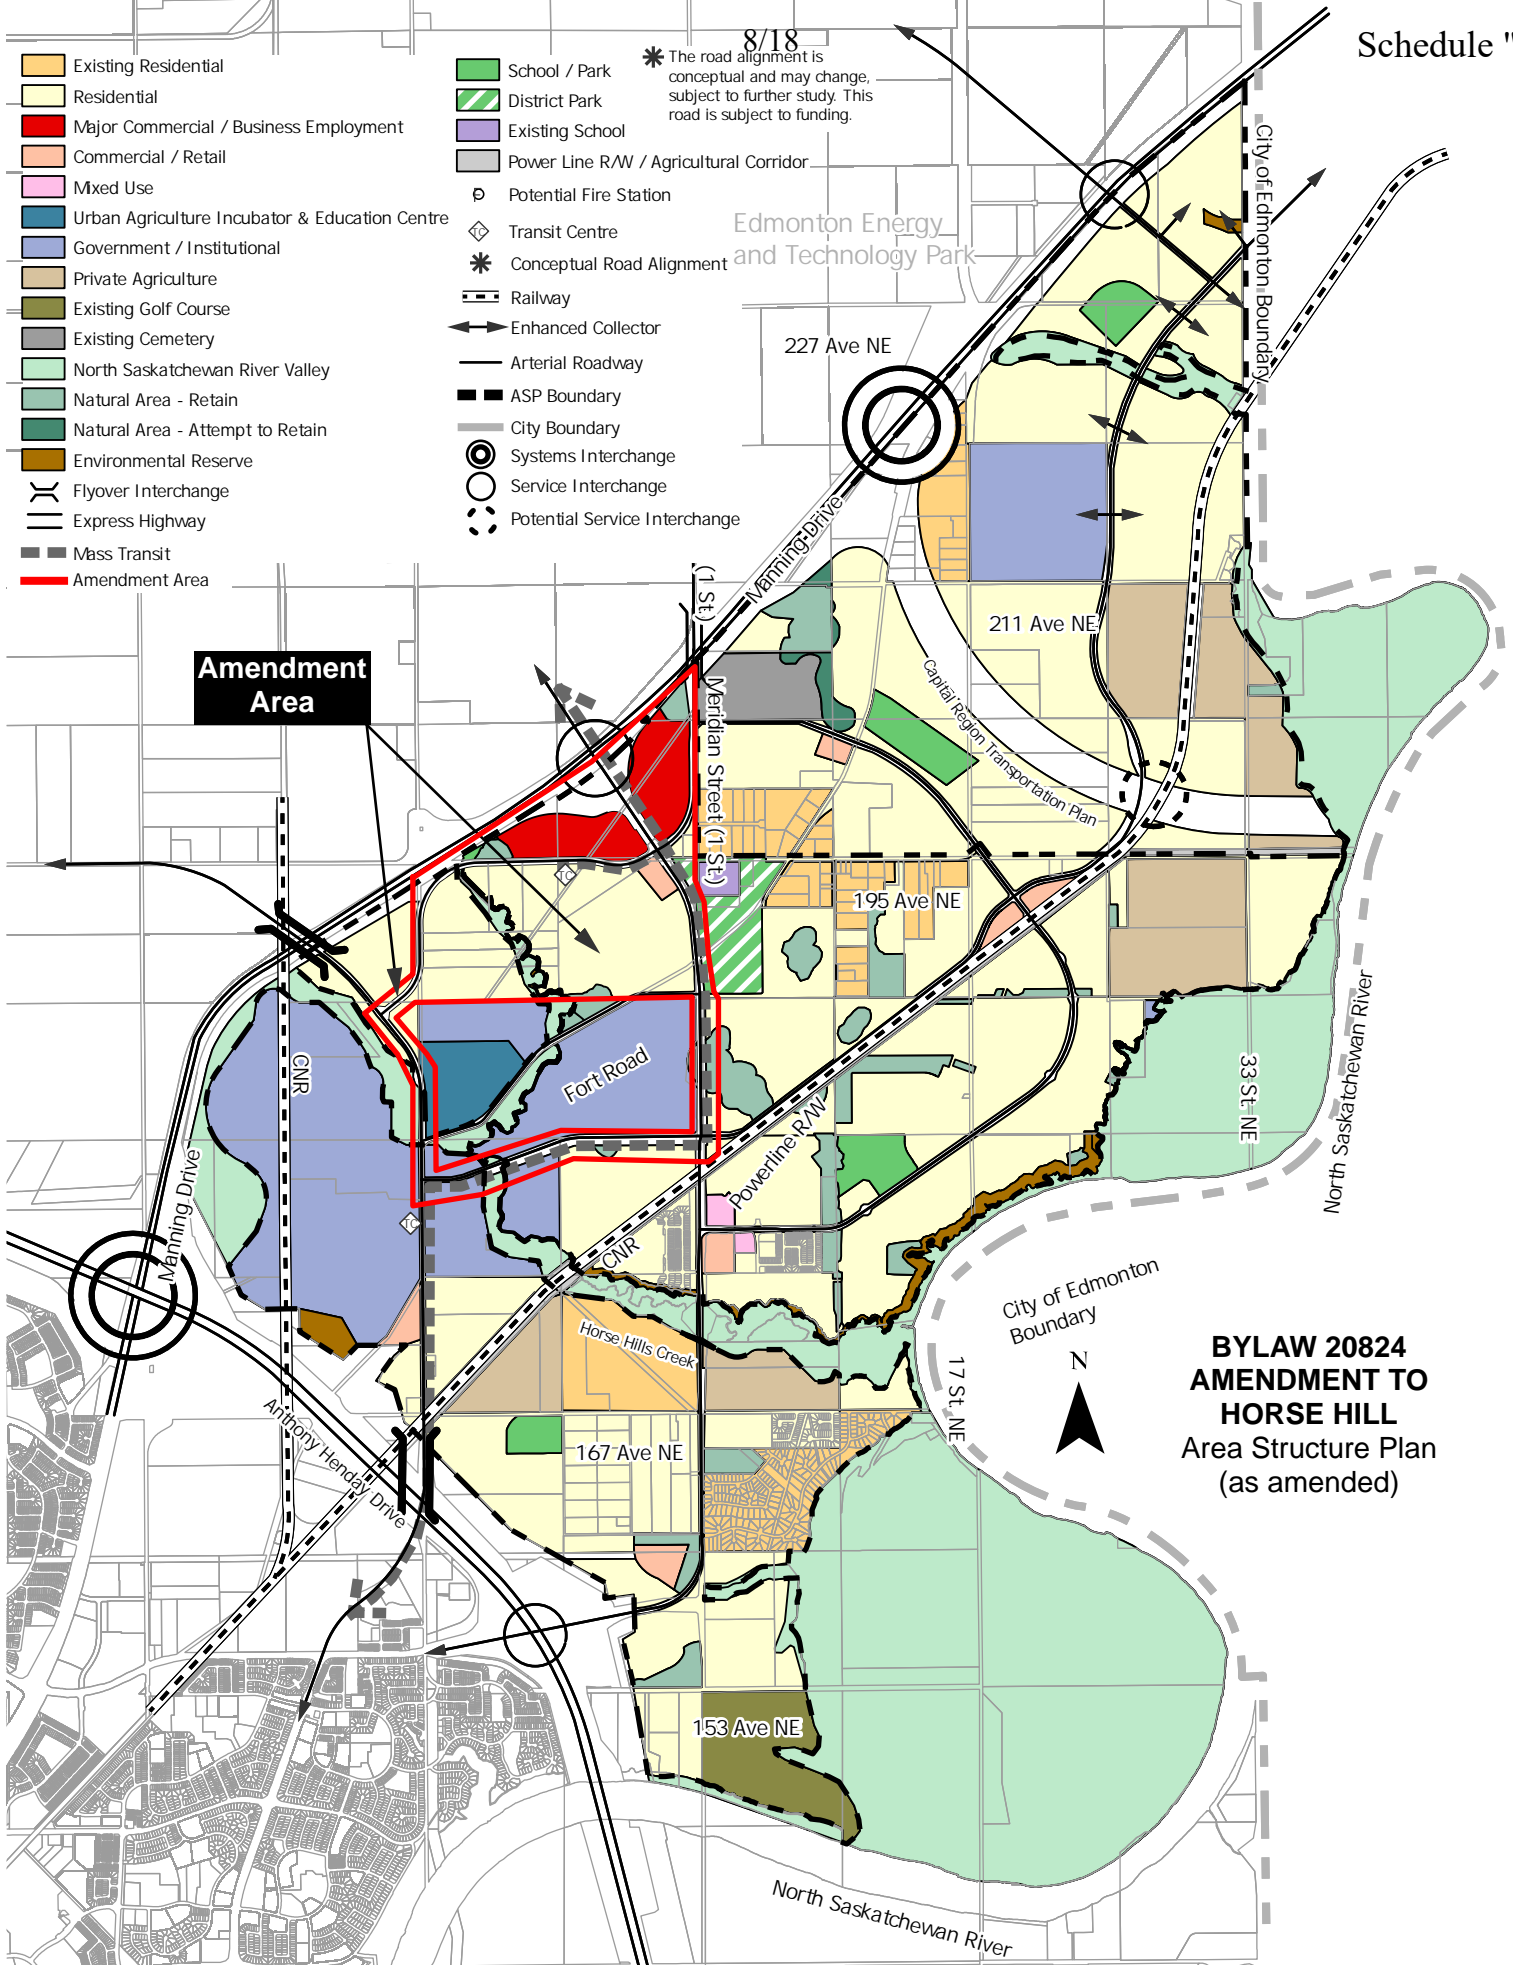 8/18
Schedule "
Existing Residential
Residential
Major Commercial / Business Employment
Commercial / Retail
Mixed Use
Urban Agriculture Incubator & Education Centre
Government / Institutional
Private Agriculture
Existing Golf Course
Existing Cemetery
North Saskatchewan River Valley
Natural Area - Retain
Natural Area - Attempt to Retain
Environmental Reserve
Flyover Interchange
Express Highway
Mass Transit
Amendment Area
School / Park
District Park
Existing School
Power Line R/W / Agricultural Corridor
Potential Fire Station
TC
Transit Centre
Conceptual Road Alignment
Railway
Enhanced Collector
Arterial Roadway
ASP Boundary
City Boundary
Systems Interchange
Service Interchange
Potential Service Interchange
The road alignment is
conceptual and may change,
subject to further study. This
road is subject to funding.
Edmonton Energy
and Technology Park
City of Edmonton Boundary
227 Ave NE
Manning Drive
(1 St.)
211 Ave NE
Amendment
Area
Meridian Street (1 St.)
Capital Region Transportation Plan
TC
195 Ave NE
CNR
Fort Road
33 St. NE
North Saskatchewan River
Powerline R/W
Manning Drive
TC
CNR
City of Edmonton
Boundary
Horse Hills Creek
17 St. NE
N
BYLAW 20824
AMENDMENT TO
HORSE HILL
Area Structure Plan
(as amended)
Anthony Henday Drive
167 Ave NE
153 Ave NE
North Saskatchewan River